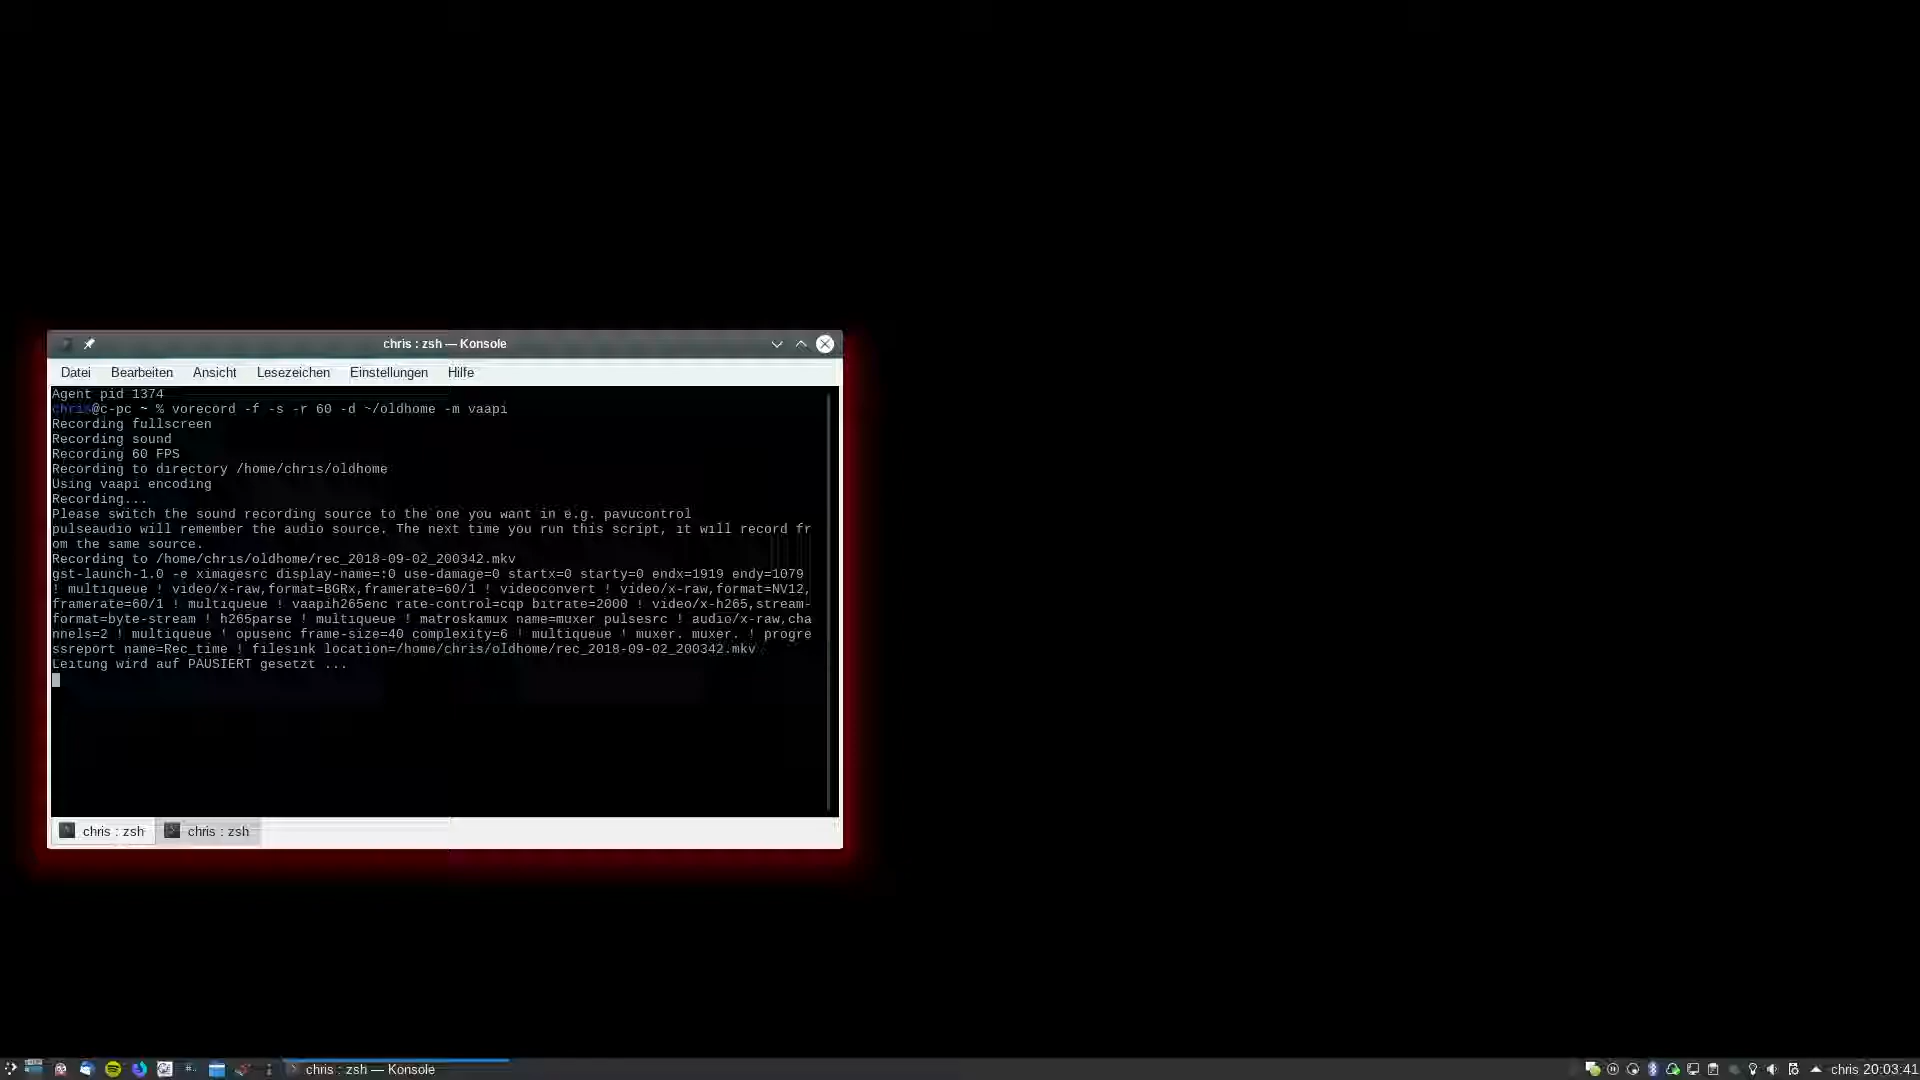 chris : zsh — Konsole
Datei Bearbeiten Ansicht Lesezeichen Einstellungen Hilfe
Agent pid 1374
chris@c-pc ~ % vorecord -f -s -r 60 -d ~/oldhome -m vaapi
Recording fullscreen
Recording sound
Recording 60 FPS
Recording to directory /home/chris/oldhome
Using vaapi encoding
Recording...
Please switch the sound recording source to the one you want in e.g. pavucontrol
pulseaudio will remember the audio source. The next time you run this script, it will record fr
om the same source.
Recording to /home/chris/oldhome/rec_2018-09-02_200342.mkv
gst-launch-1.0 -e ximagesrc display-name=:0 use-damage=0 startx=0 starty=0 endx=1919 endy=1079
! multiqueue ! video/x-raw,format=BGRx,framerate=60/1 ! videoconvert ! video/x-raw,format=NV12,
framerate=60/1 ! multiqueue ! vaapih265enc rate-control=cqp bitrate=2000 ! video/x-h265,stream-
format=byte-stream ! h265parse ! multiqueue ! matroskamux name=muxer pulsesrc ! audio/x-raw,cha
nnels=2 ! multiqueue ! opusenc frame-size=40 complexity=6 ! multiqueue ! muxer. muxer. ! progre
ssreport name=Rec_time ! filesink location=/home/chris/oldhome/rec_2018-09-02_200342.mkv
Leitung wird auf PAUSIERT gesetzt ...
chris : zsh chris : zsh
chris : zsh — Konsole
chris 20:03:41